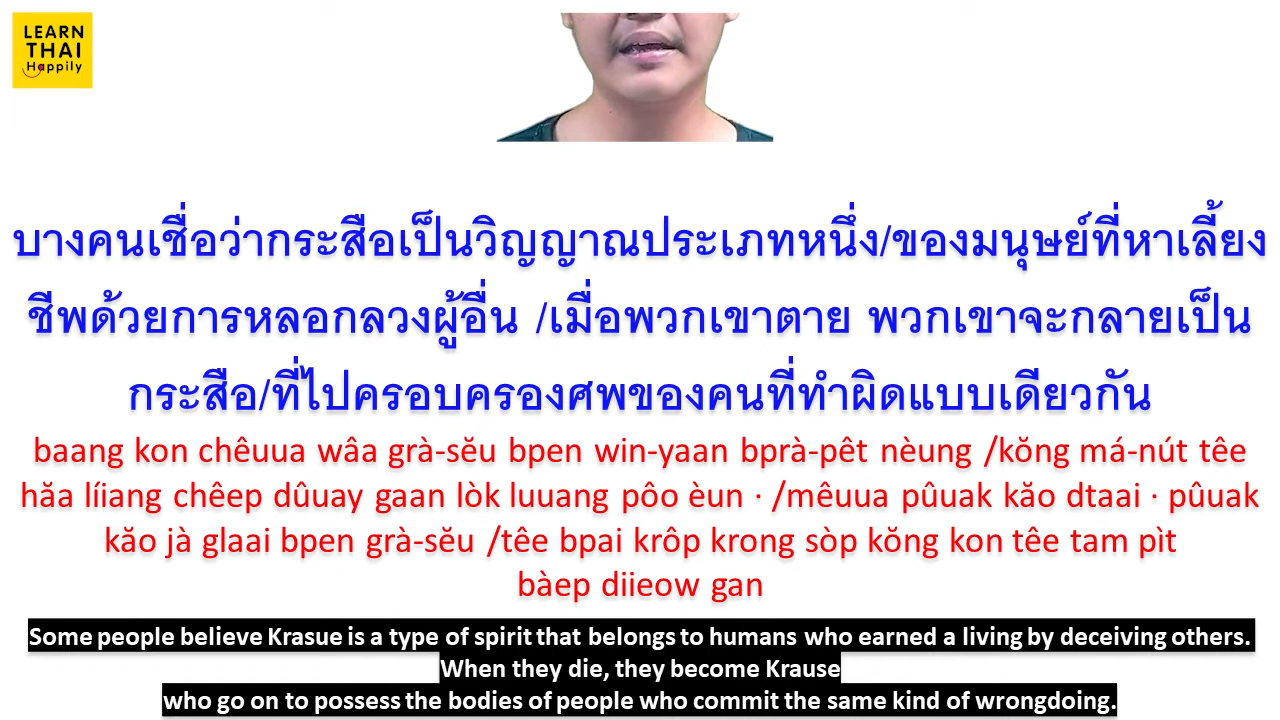 LEARN
THAI
Happily
บางคนเชื่อว่ากระสือเป็นวิญญาณประเภทหนึ่ง/ของมนุษย์ที่หาเลี้ยง
ชีพด้วยการหลอกลวงผู้อื่น /เมื่อพวกเขาตาย พวกเขาจะกลายเป็น
กระสือ/ที่ไปครอบครองศพของคนที่ทำผิดแบบเดียวกัน
baang kon chêuua wâa grà-sěu bpen win-yaan bprà-pêt nèung /kǒng má-nút têe
hǎa líiang chêep dûuay gaan lòk luuang pôo èun · /mêuua pûuak kǎo dtaai · pûuak
kǎo jà glaai bpen grà-sěu /têe bpai krôp krong sòp kǒng kon têe tam pìt
bàep diieow gan
Some people believe Krasue is a type of spirit that belongs to humans who earned a living by deceiving others.
When they die, they become Krause
who go on to possess the bodies of people who commit the same kind of wrongdoing.